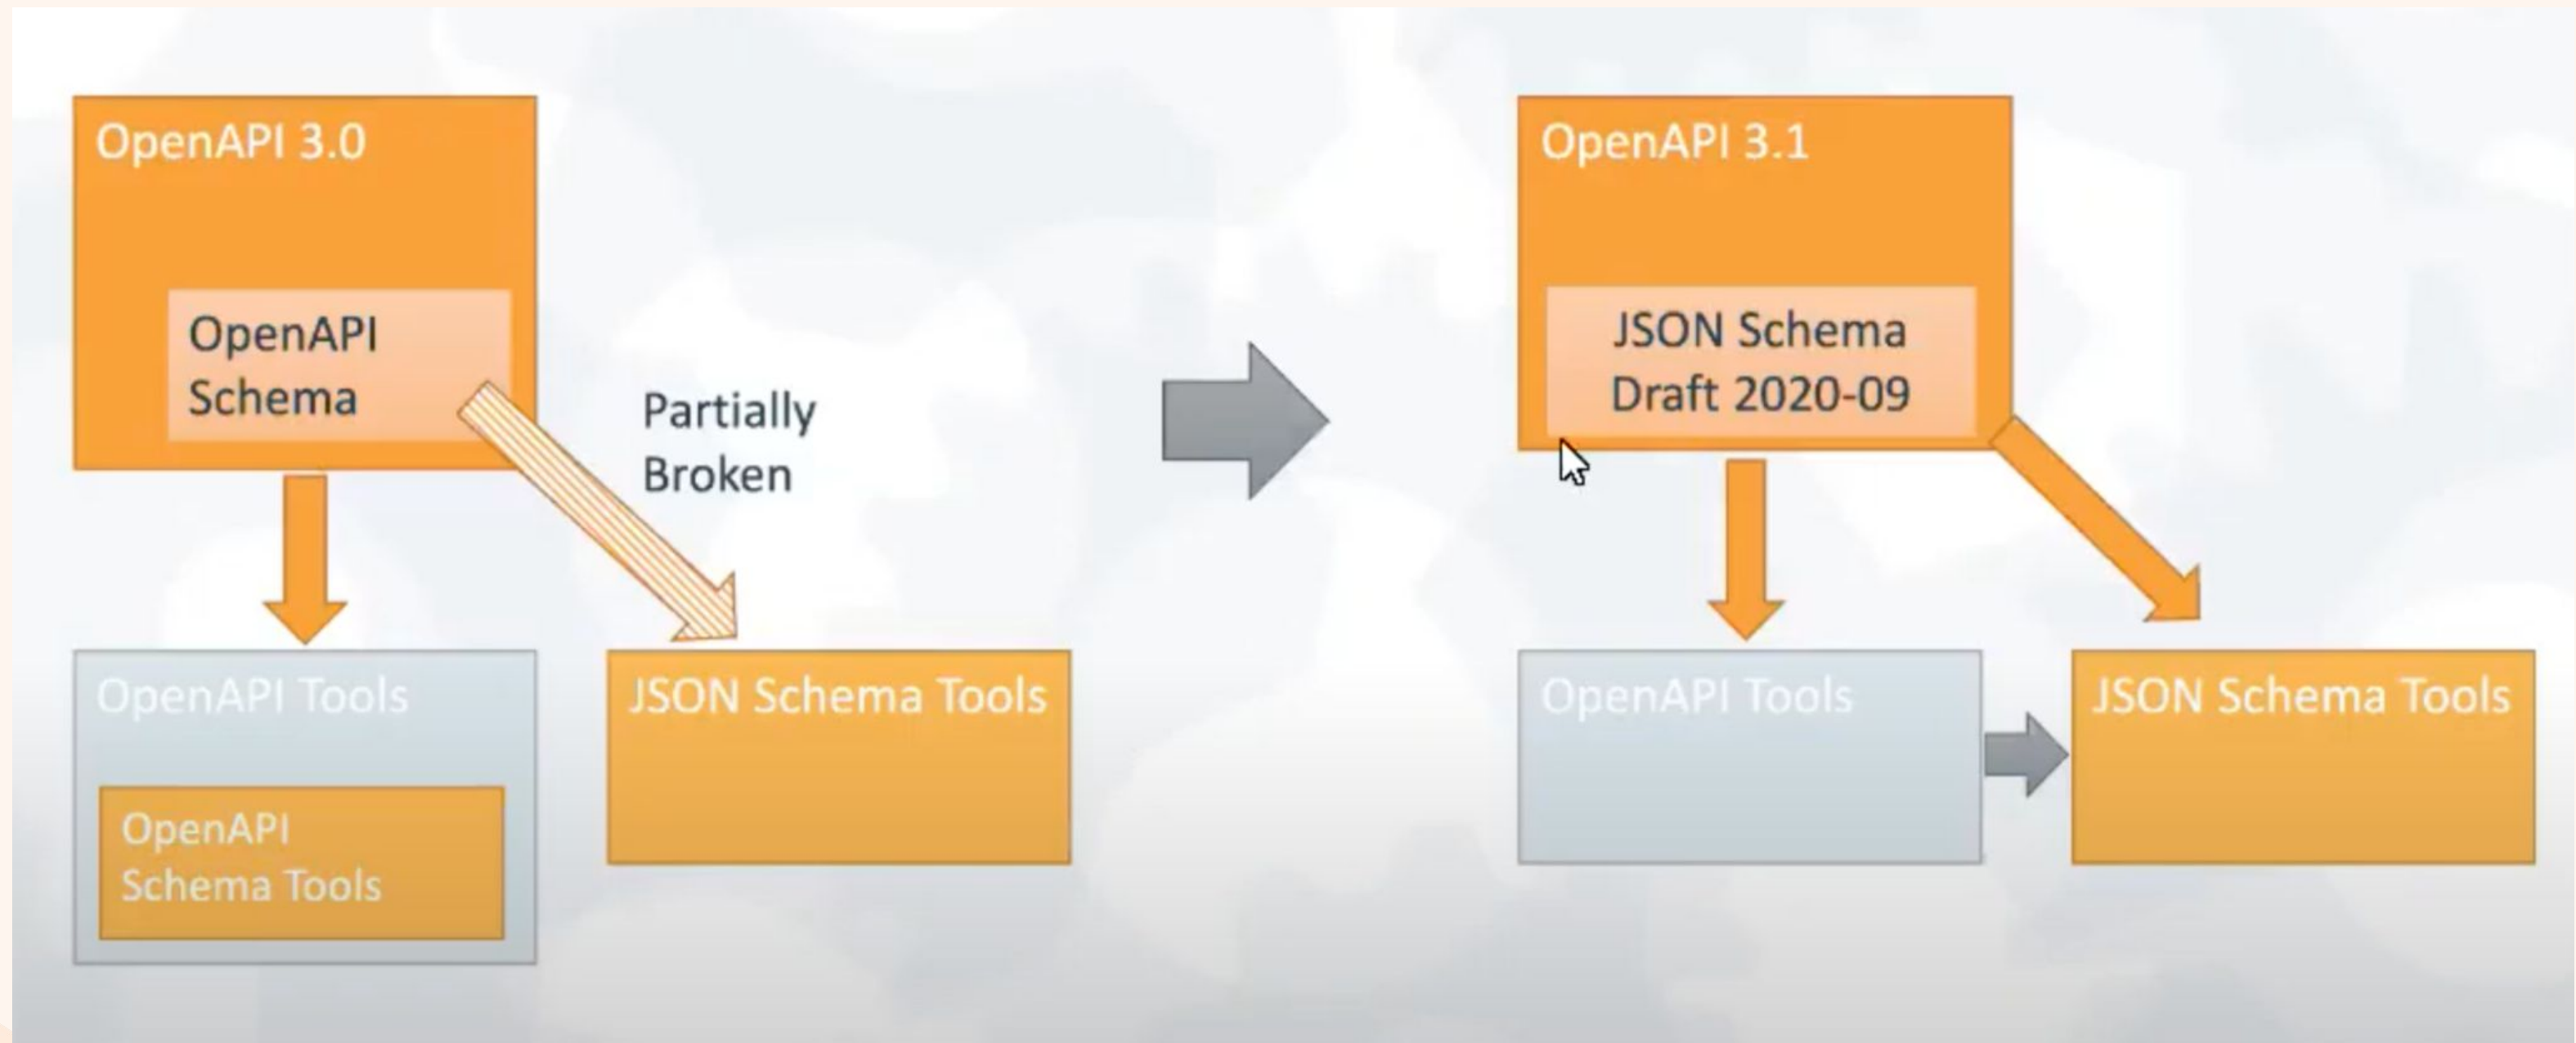 OpenAPI 3.0
OpenAPI
Schema
Partially
Broken
OpenAPI Tools
OpenAPI
Schema Tools
JSON Schema Tools
OpenAPI 3.1
JSON Schema
Draft 2020-09
OpenAPI Tools
JSON Schema Tools